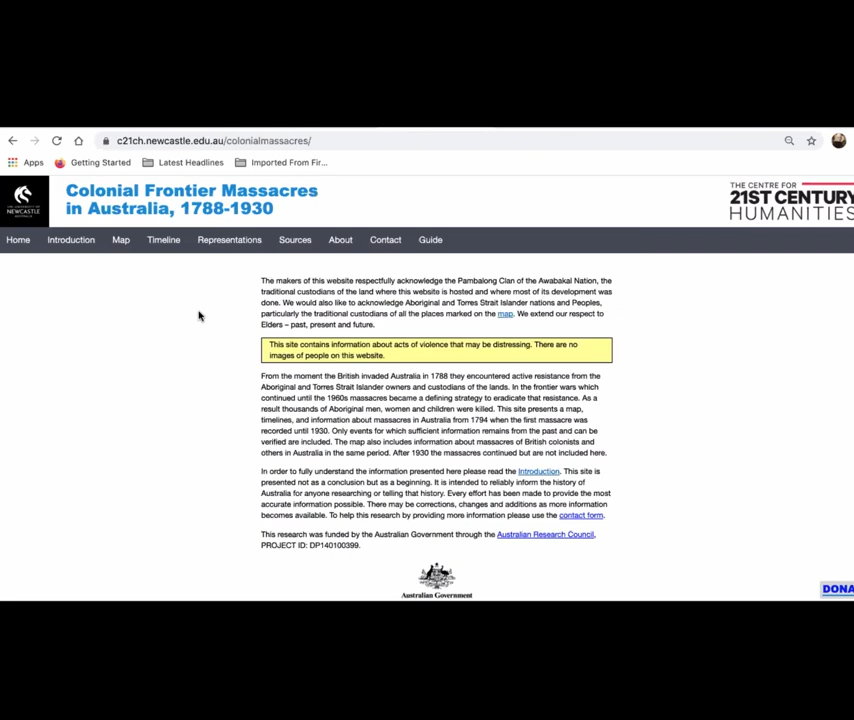 c21ch.newcastle.edu.au/colonialmassacres/
Apps Getting Started Latest Headlines Imported From Fir...
THE UNIVERSITY OF
NEWCASTLE
AUSTRALIA
Colonial Frontier Massacres
in Australia, 1788-1930
THE CENTRE FOR
21ST CENTURY
HUMANITIES
Home Introduction Map Timeline Representations Sources About Contact Guide
The makers of this website respectfully acknowledge the Pambalong Clan of the Awabakal Nation, the
traditional custodians of the land where this website is hosted and where most of its development was
done. We would also like to acknowledge Aboriginal and Torres Strait Islander nations and Peoples,
particularly the traditional custodians of all the places marked on the map. We extend our respect to
Elders – past, present and future.
This site contains information about acts of violence that may be distressing. There are no
images of people on this website.
From the moment the British invaded Australia in 1788 they encountered active resistance from the
Aboriginal and Torres Strait Islander owners and custodians of the lands. In the frontier wars which
continued until the 1960s massacres became a defining strategy to eradicate that resistance. As a
result thousands of Aboriginal men, women and children were killed. This site presents a map,
timelines, and information about massacres in Australia from 1794 when the first massacre was
recorded until 1930. Only events for which sufficient information remains from the past and can be
verified are included. The map also includes information about massacres of British colonists and
others in Australia in the same period. After 1930 the massacres continued but are not included here.
In order to fully understand the information presented here please read the Introduction. This site is
presented not as a conclusion but as a beginning. It is intended to reliably inform the history of
Australia for anyone researching or telling that history. Every effort has been made to provide the most
accurate information possible. There may be corrections, changes and additions as more information
becomes available. To help this research by providing more information please use the contact form.
This research was funded by the Australian Government through the Australian Research Council,
PROJECT ID: DP140100399.
Australian Government
DONA